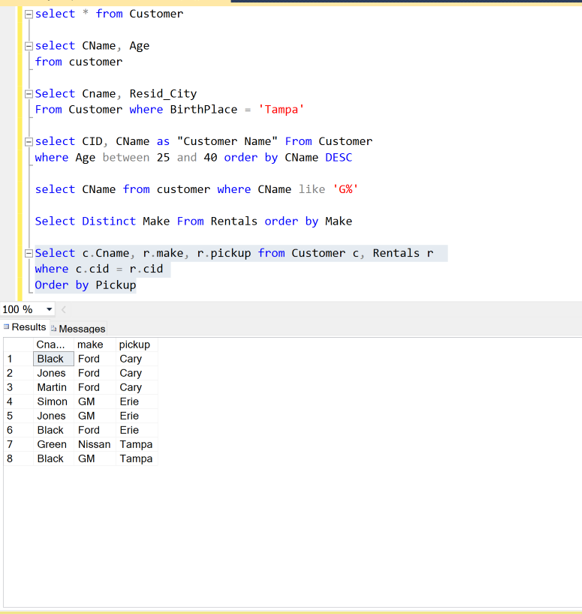 select * from Customer
select CName, Age
from customer
Select Cname, Resid_City
From Customer where BirthPlace = 'Tampa'
select CID, CName as "Customer Name" From Customer
where Age between 25 and 40 order by CName DESC
select CName from customer where CName like 'G%'
Select Distinct Make From Rentals order by Make
Select c.Cname, r.make, r.pickup from Customer c, Rentals r
where c.cid = r.cid
Order by Pickup
100 %
Results Messages
Cna... make pickup
1 Black Ford Cary
2 Jones Ford Cary
3 Martin Ford Cary
4 Simon GM Erie
5 Jones GM Erie
6 Black Ford Erie
7 Green Nissan Tampa
8 Black GM Tampa